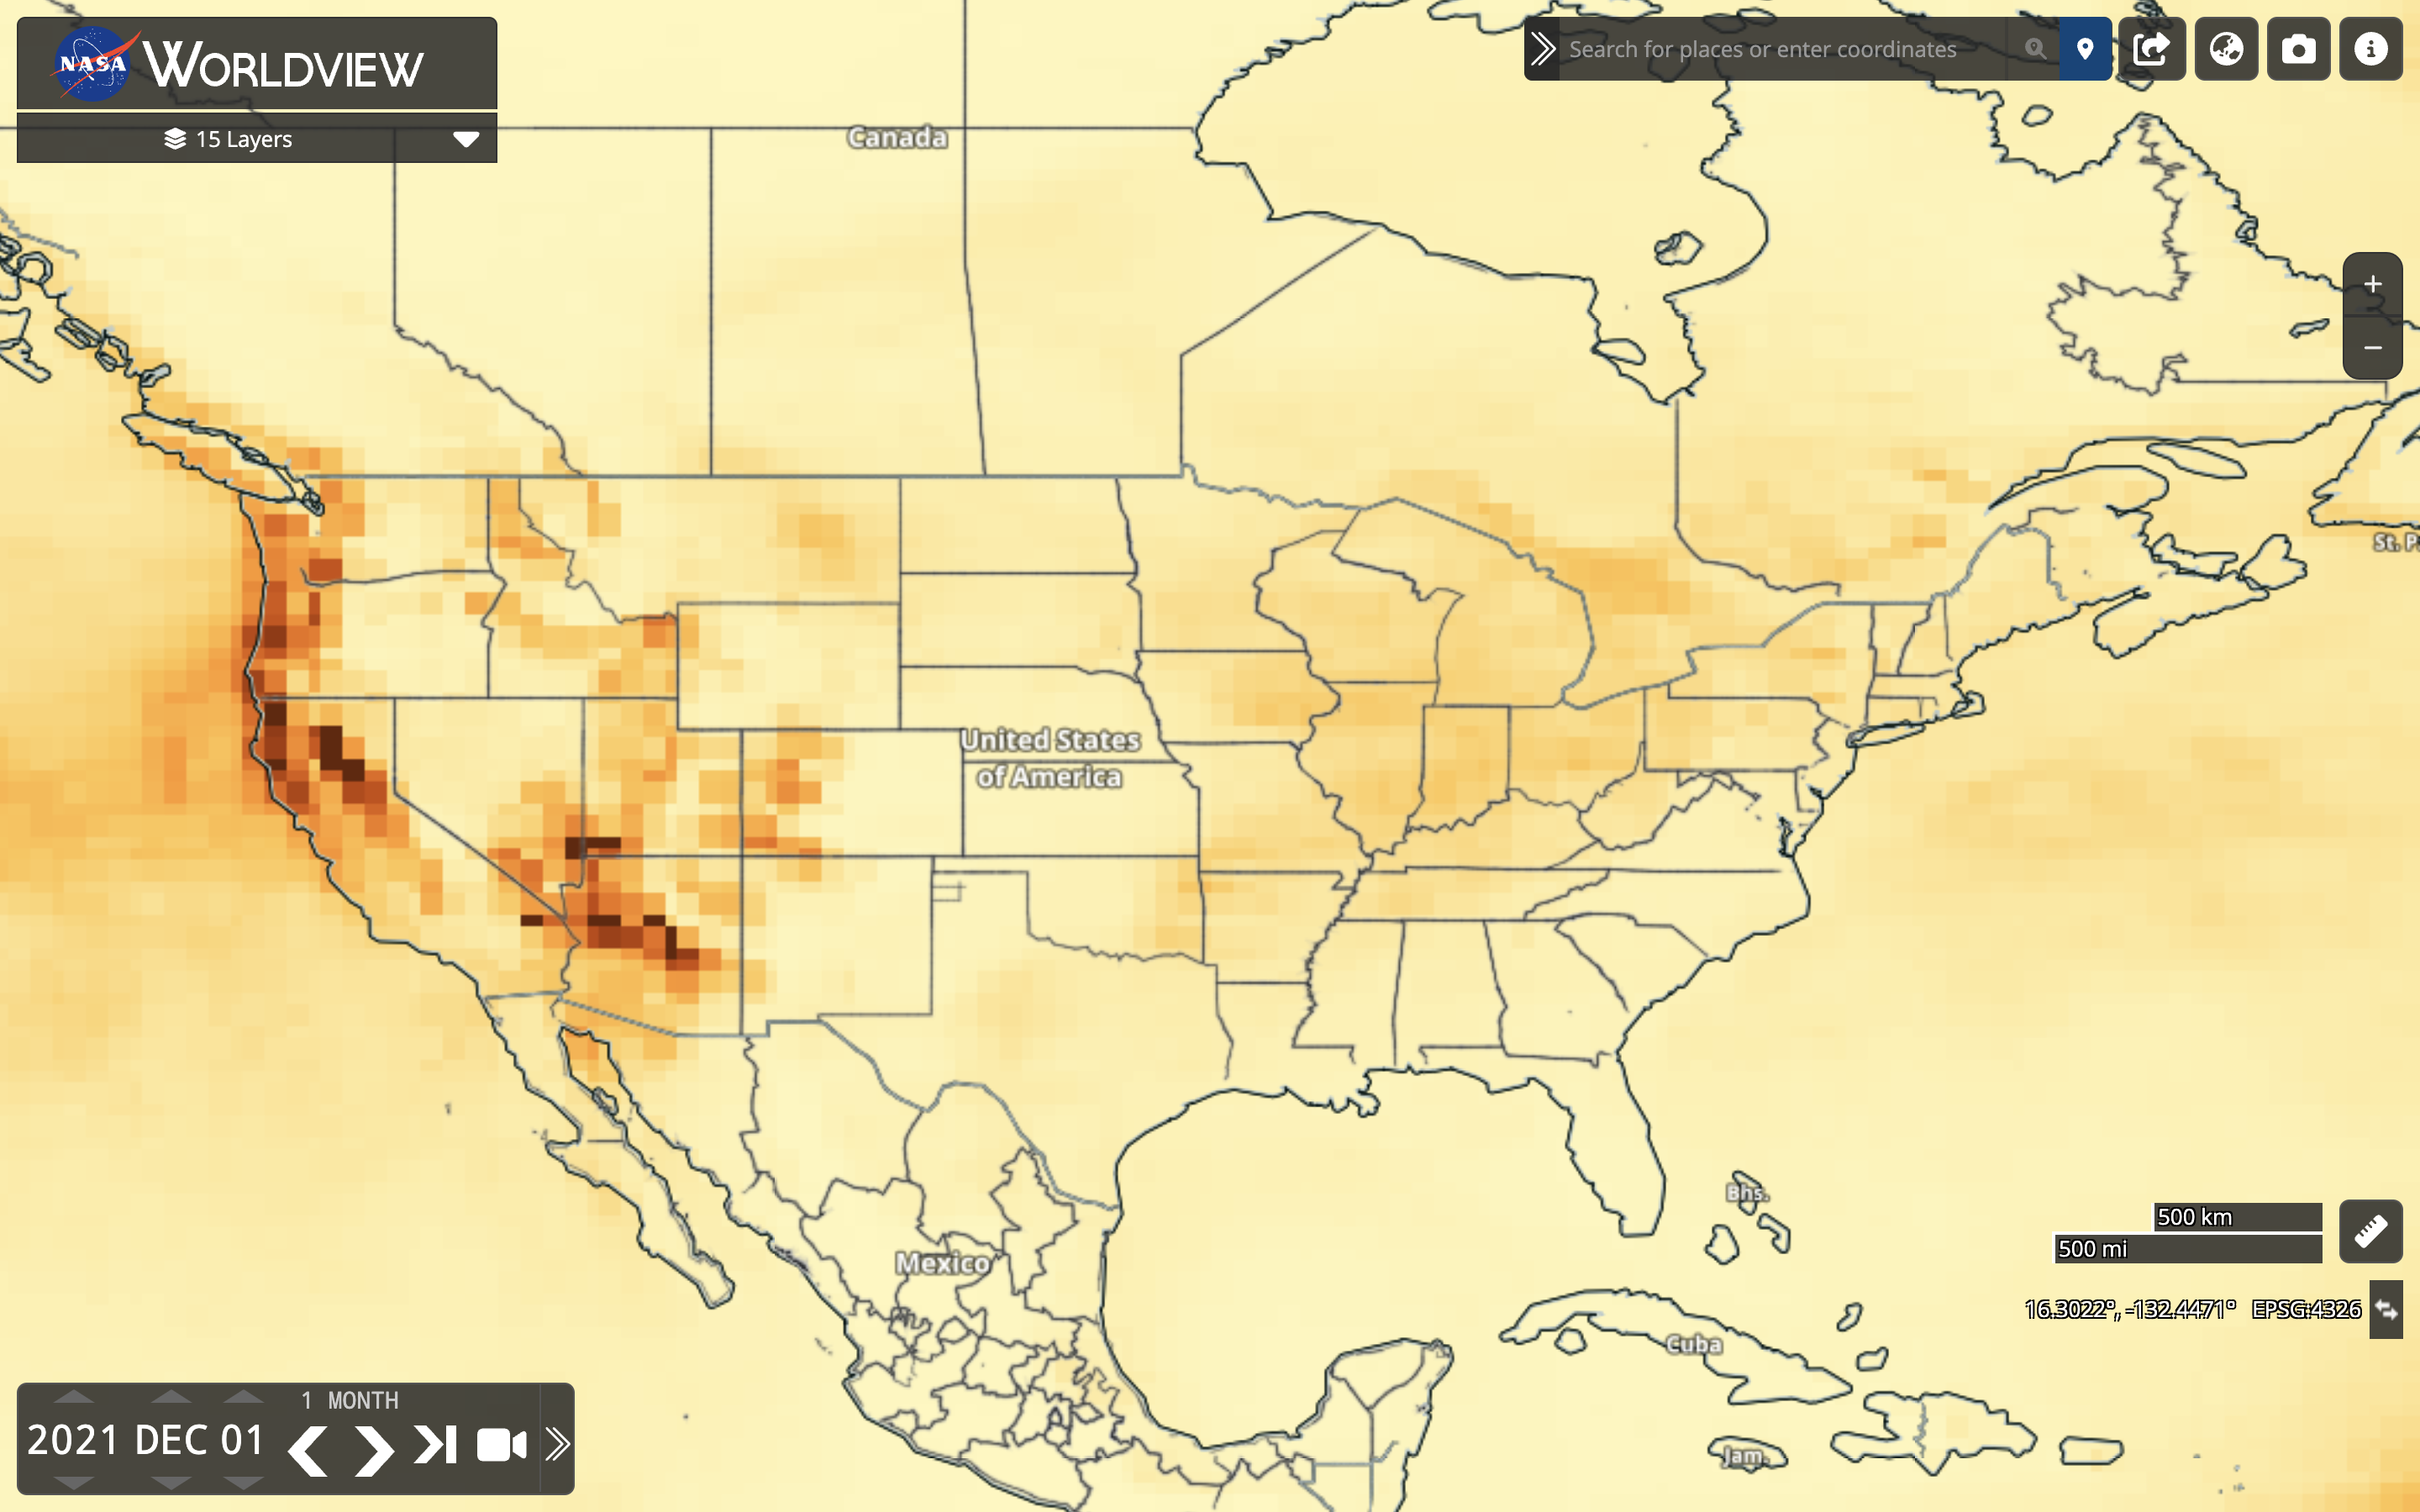 NASA WORLDVIEW
Search for places or enter coordinates
15 Layers
Canada
St. P
United States
of America
Bhs.
500 km
500 mi
Mexico
16.3022°, -132.4471° EPSG:4326
Cuba
1 MONTH
2021 DEC 01
Jam.